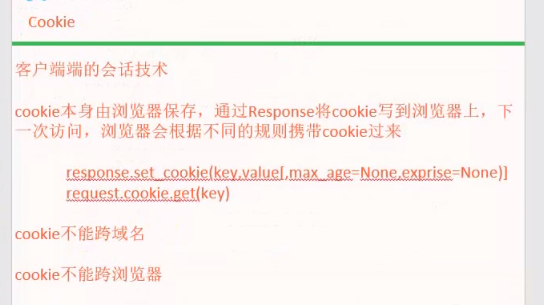 Cookie
客户端端的会话技术
cookie本身由浏览器保存，通过Response将cookie写到浏览器上，下
一次访问，浏览器会根据不同的规则携带cookie过来
response.set_cookie(key,value[,max_age=None,exprise=None)]
request.cookie.get(key)
cookie不能跨域名
cookie不能跨浏览器